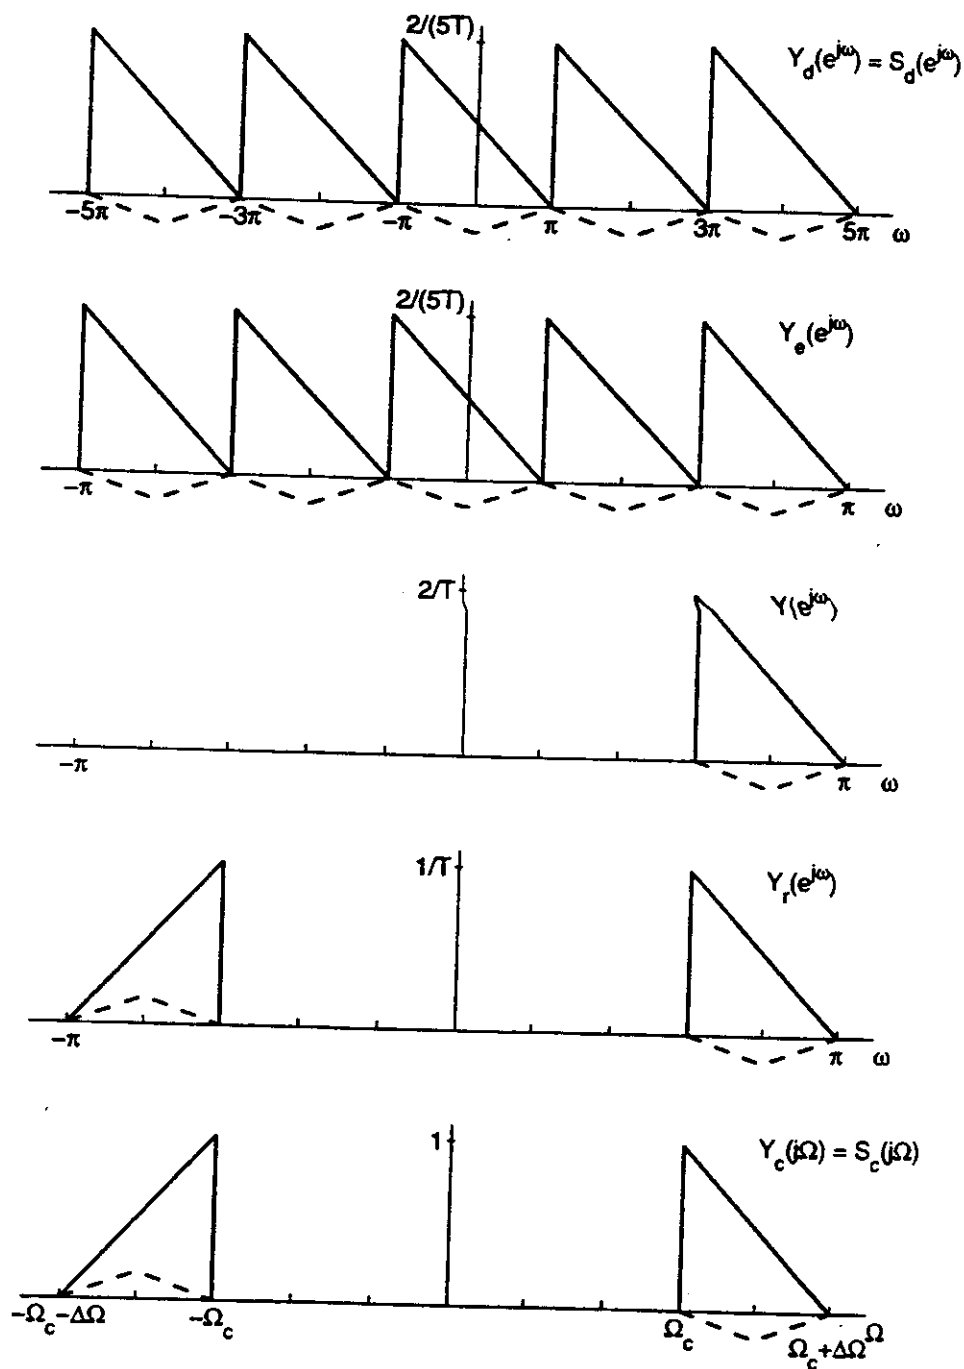 2/(5T)
Y_d(e^{jω}) = S_d(e^{jω})
−5π −3π −π π 3π 5π ω
2/(5T)
Y_e(e^{jω})
−π π ω
2/T
Y(e^{jω})
−π π ω
1/T
Y_r(e^{jω})
−π π ω
1
Y_c(jΩ) = S_c(jΩ)
−Ω_c−ΔΩ −Ω_c Ω_c Ω_c+ΔΩ Ω